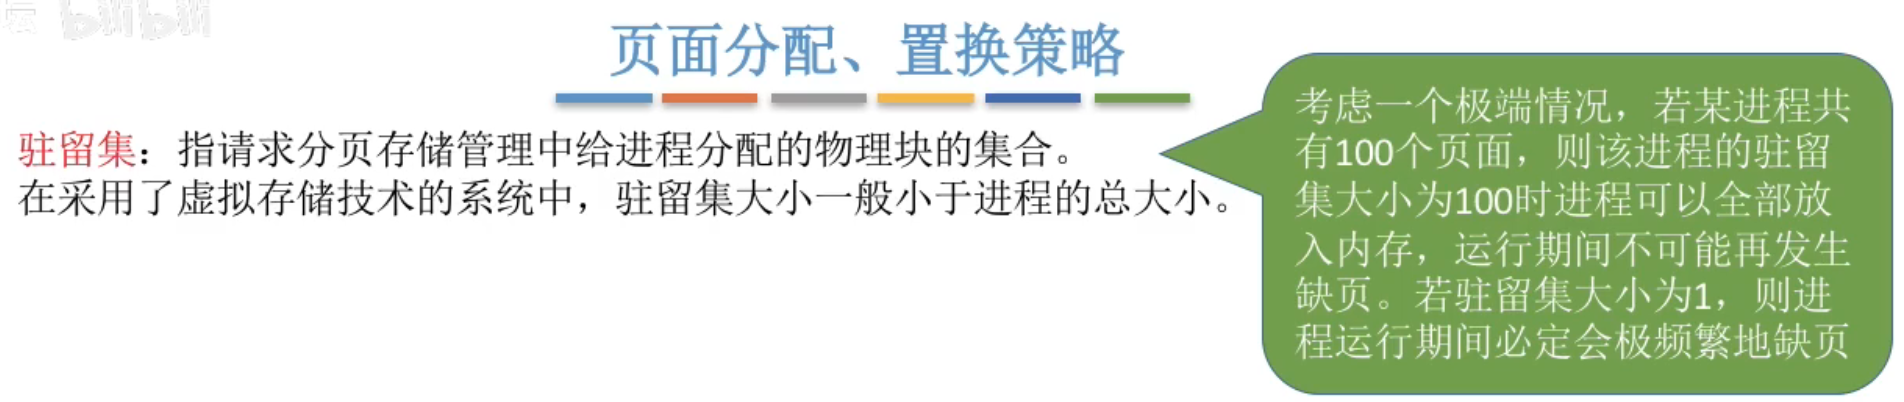 坛 bilibili
页面分配、置换策略
驻留集：指请求分页存储管理中给进程分配的物理块的集合。
在采用了虚拟存储技术的系统中，驻留集大小一般小于进程的总大小。
考虑一个极端情况，若某进程共
有100个页面，则该进程的驻留
集大小为100时进程可以全部放
入内存，运行期间不可能再发生
缺页。若驻留集大小为1，则进
程运行期间必定会极频繁地缺页